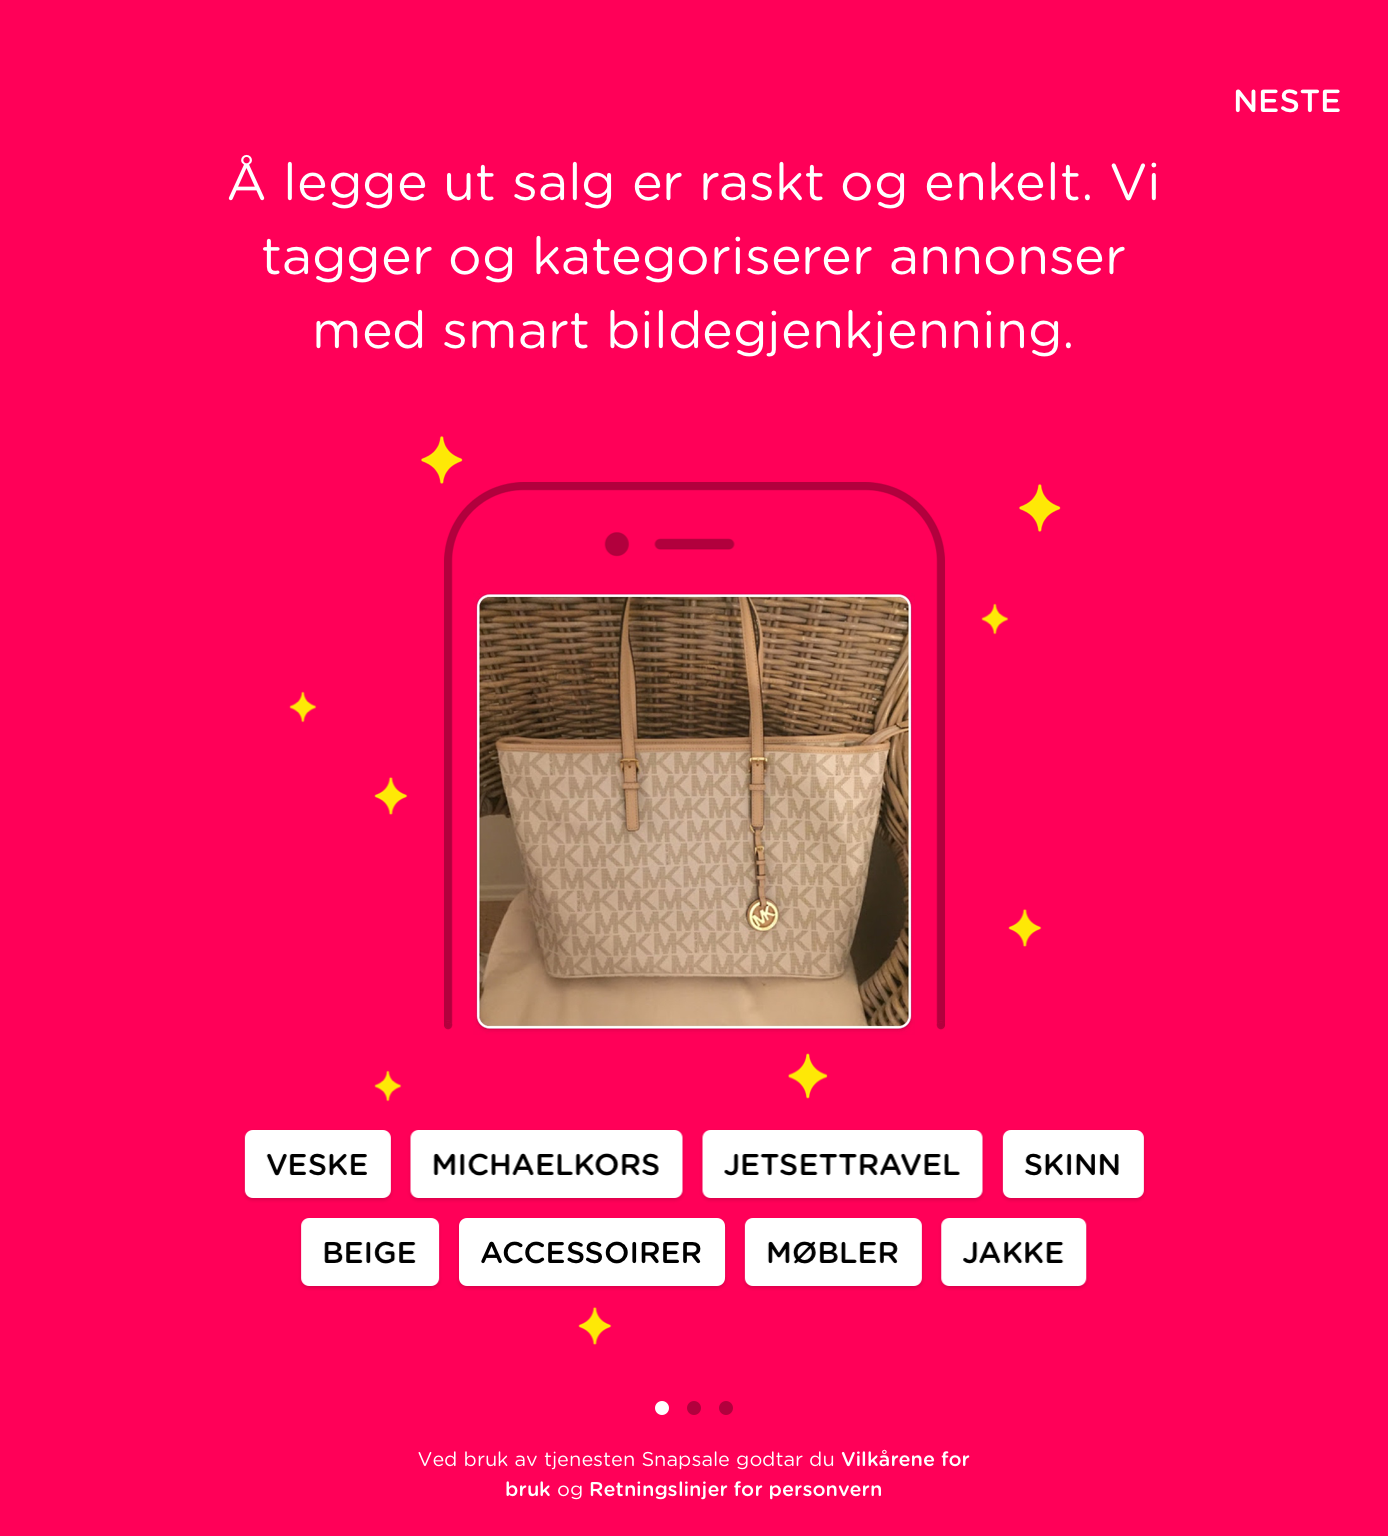 NESTE
Å legge ut salg er raskt og enkelt. Vi
tagger og kategoriserer annonser
med smart bildegjenkjenning.
MK
VESKE MICHAELKORS JETSETTRAVEL SKINN
BEIGE ACCESSOIRER MØBLER JAKKE
Ved bruk av tjenesten Snapsale godtar du Vilkårene for
bruk og Retningslinjer for personvern